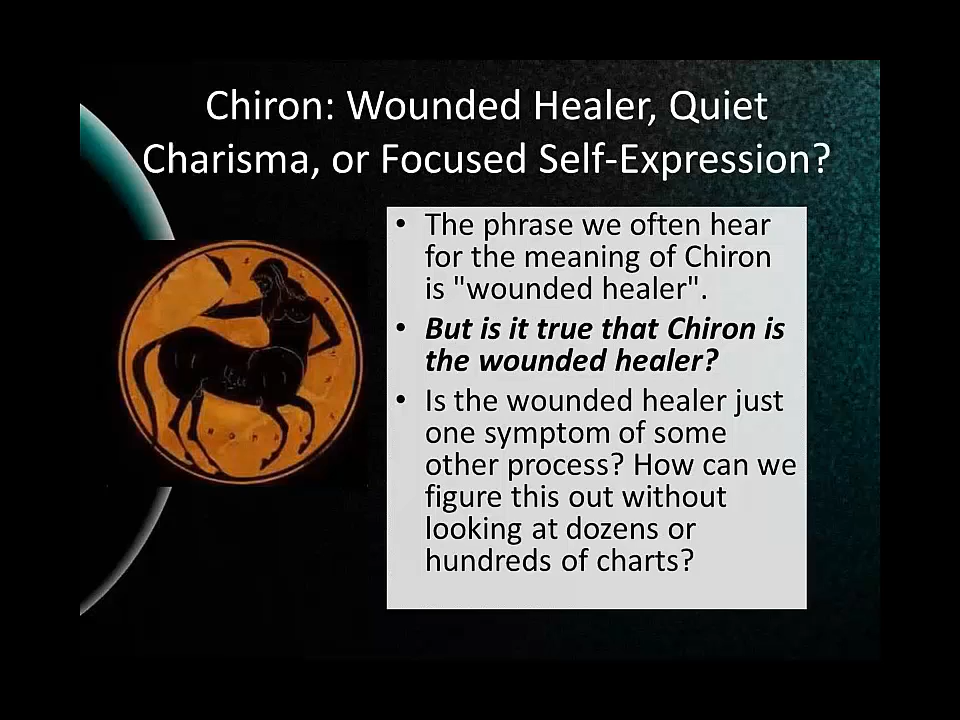 Chiron: Wounded Healer, Quiet
Charisma, or Focused Self-Expression?
• The phrase we often hear
for the meaning of Chiron
is "wounded healer".
• But is it true that Chiron is
the wounded healer?
• Is the wounded healer just
one symptom of some
other process? How can we
figure this out without
looking at dozens or
hundreds of charts?